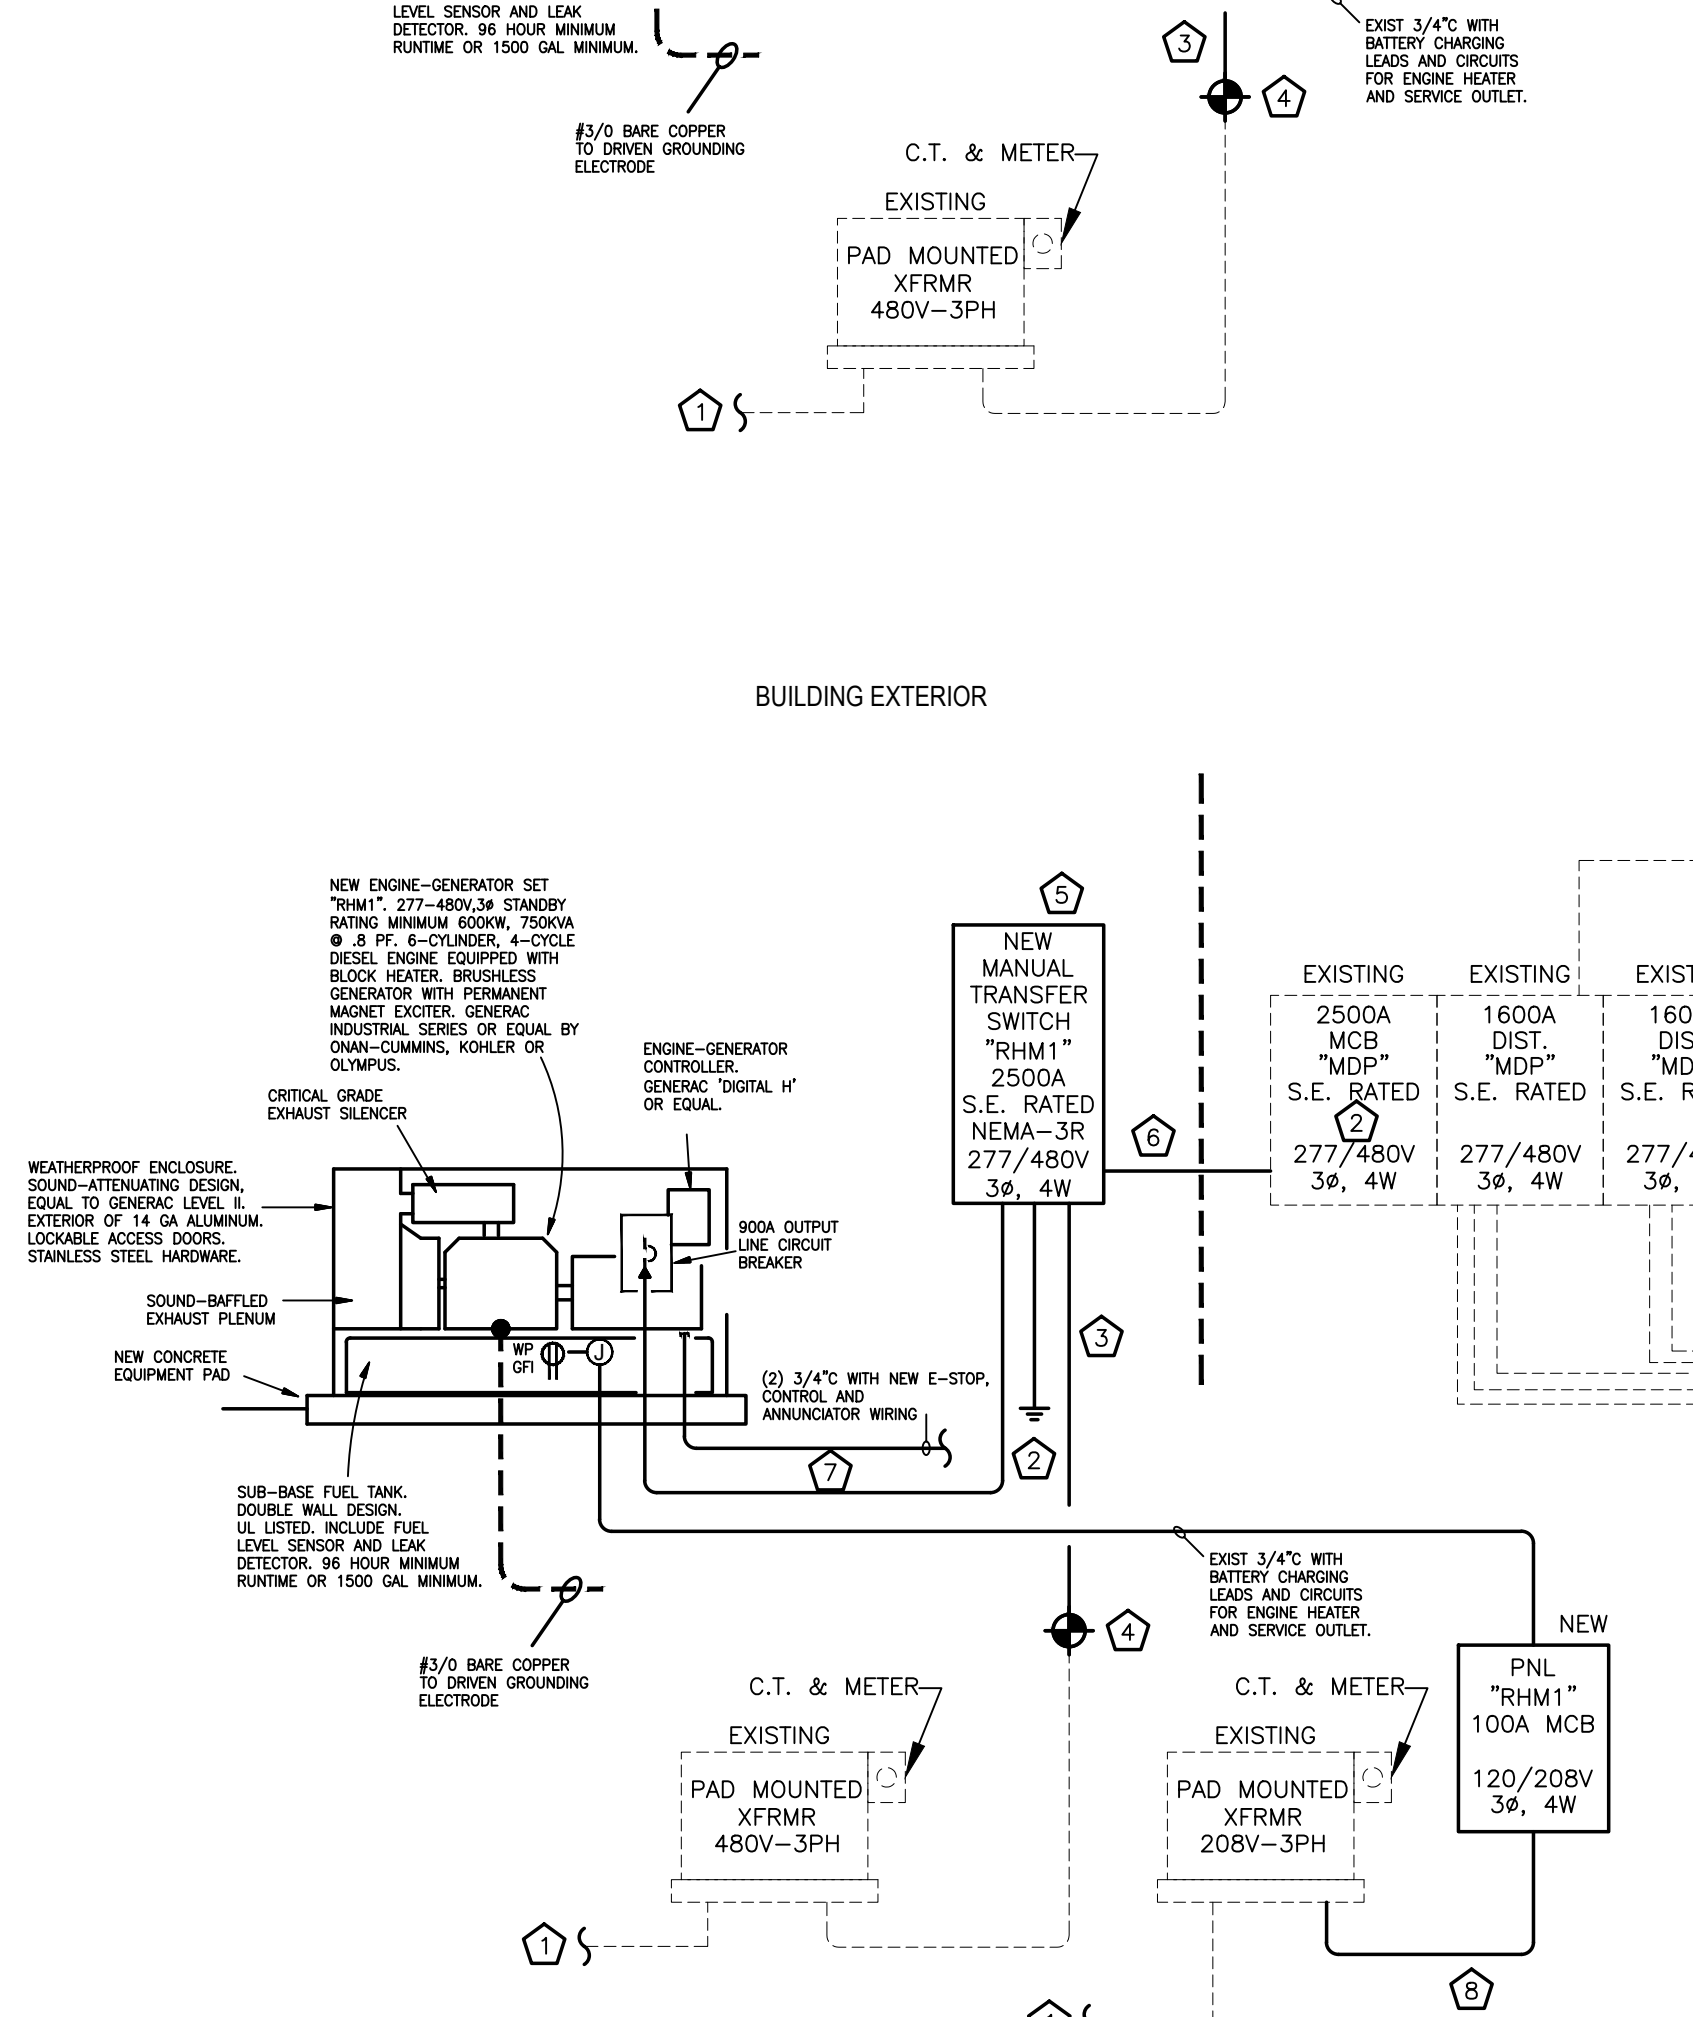 LEVEL SENSOR AND LEAK
DETECTOR. 96 HOUR MINIMUM
RUNTIME OR 1500 GAL MINIMUM.
#3/0 BARE COPPER
TO DRIVEN GROUNDING
ELECTRODE
3
4
EXIST 3/4"C WITH
BATTERY CHARGING
LEADS AND CIRCUITS
FOR ENGINE HEATER
AND SERVICE OUTLET.
C.T. & METER
EXISTING
PAD MOUNTED
XFRMR
480V-3PH
1
BUILDING EXTERIOR
NEW ENGINE-GENERATOR SET
"RHM1". 277-480V,3ø STANDBY
RATING MINIMUM 600KW, 750KVA
@ .8 PF. 6-CYLINDER, 4-CYCLE
DIESEL ENGINE EQUIPPED WITH
BLOCK HEATER. BRUSHLESS
GENERATOR WITH PERMANENT
MAGNET EXCITER. GENERAC
INDUSTRIAL SERIES OR EQUAL BY
ONAN-CUMMINS, KOHLER OR
OLYMPUS.
CRITICAL GRADE
EXHAUST SILENCER
ENGINE-GENERATOR
CONTROLLER.
GENERAC 'DIGITAL H'
OR EQUAL.
WEATHERPROOF ENCLOSURE.
SOUND-ATTENUATING DESIGN,
EQUAL TO GENERAC LEVEL II.
EXTERIOR OF 14 GA ALUMINUM.
LOCKABLE ACCESS DOORS.
STAINLESS STEEL HARDWARE.
900A OUTPUT
LINE CIRCUIT
BREAKER
SOUND-BAFFLED
EXHAUST PLENUM
NEW CONCRETE
EQUIPMENT PAD
WP
GFI
J
(2) 3/4"C WITH NEW E-STOP,
CONTROL AND
ANNUNCIATOR WIRING
7
SUB-BASE FUEL TANK.
DOUBLE WALL DESIGN.
UL LISTED. INCLUDE FUEL
LEVEL SENSOR AND LEAK
DETECTOR. 96 HOUR MINIMUM
RUNTIME OR 1500 GAL MINIMUM.
#3/0 BARE COPPER
TO DRIVEN GROUNDING
ELECTRODE
5
NEW
MANUAL
TRANSFER
SWITCH
"RHM1"
2500A
S.E. RATED
NEMA-3R
277/480V
3ø, 4W
6
EXISTING
2500A
MCB
"MDP"
S.E. RATED
2
277/480V
3ø, 4W
EXISTING
1600A
DIST.
"MDP"
S.E. RATED
277/480V
3ø, 4W
EXIST
160
DIS
"MD
S.E. R
277/4
3ø,
3
2
4
EXIST 3/4"C WITH
BATTERY CHARGING
LEADS AND CIRCUITS
FOR ENGINE HEATER
AND SERVICE OUTLET.
NEW
PNL
"RHM1"
100A MCB
120/208V
3ø, 4W
C.T. & METER
EXISTING
PAD MOUNTED
XFRMR
480V-3PH
1
C.T. & METER
EXISTING
PAD MOUNTED
XFRMR
208V-3PH
8